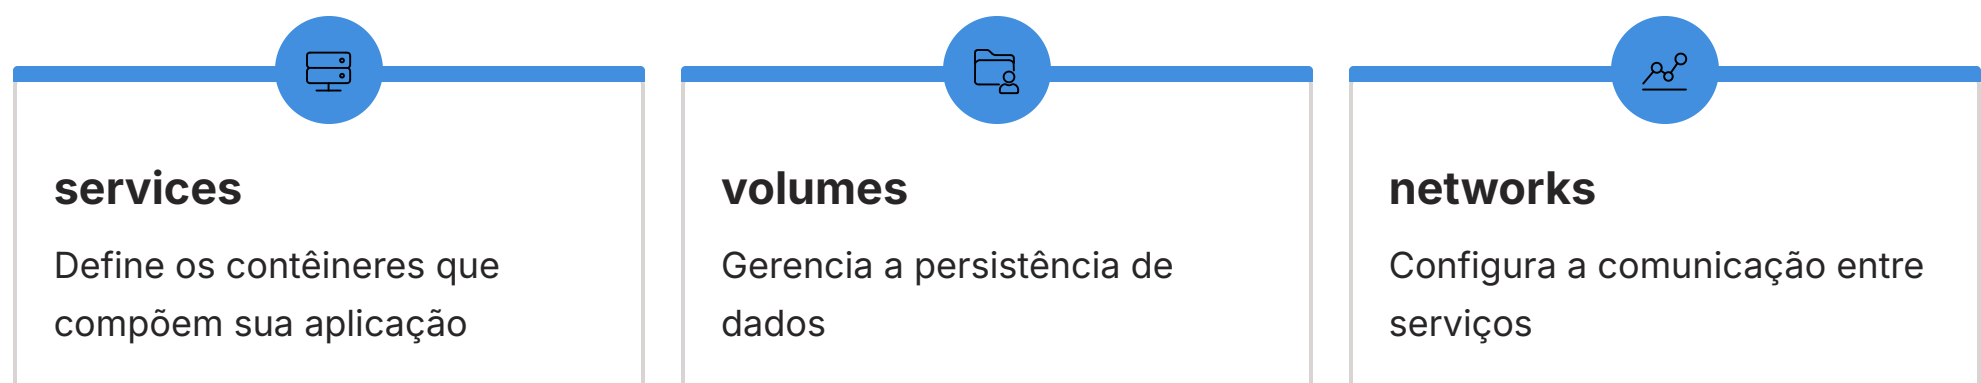 services
Define os contêineres que
compõem sua aplicação
volumes
Gerencia a persistência de
dados
networks
Configura a comunicação entre
serviços